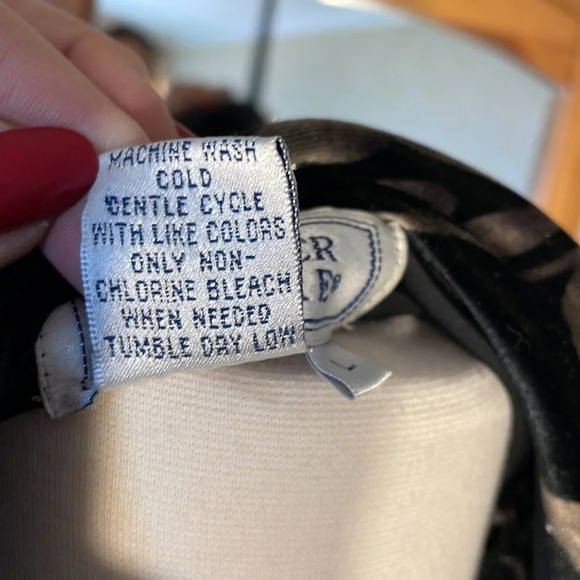 MACHINE WASH
COLD
GENTLE CYCLE
WITH LIKE COLORS
ONLY NON-
CHLORINE BLEACH
WHEN NEEDED
TUMBLE DRY LOW
L